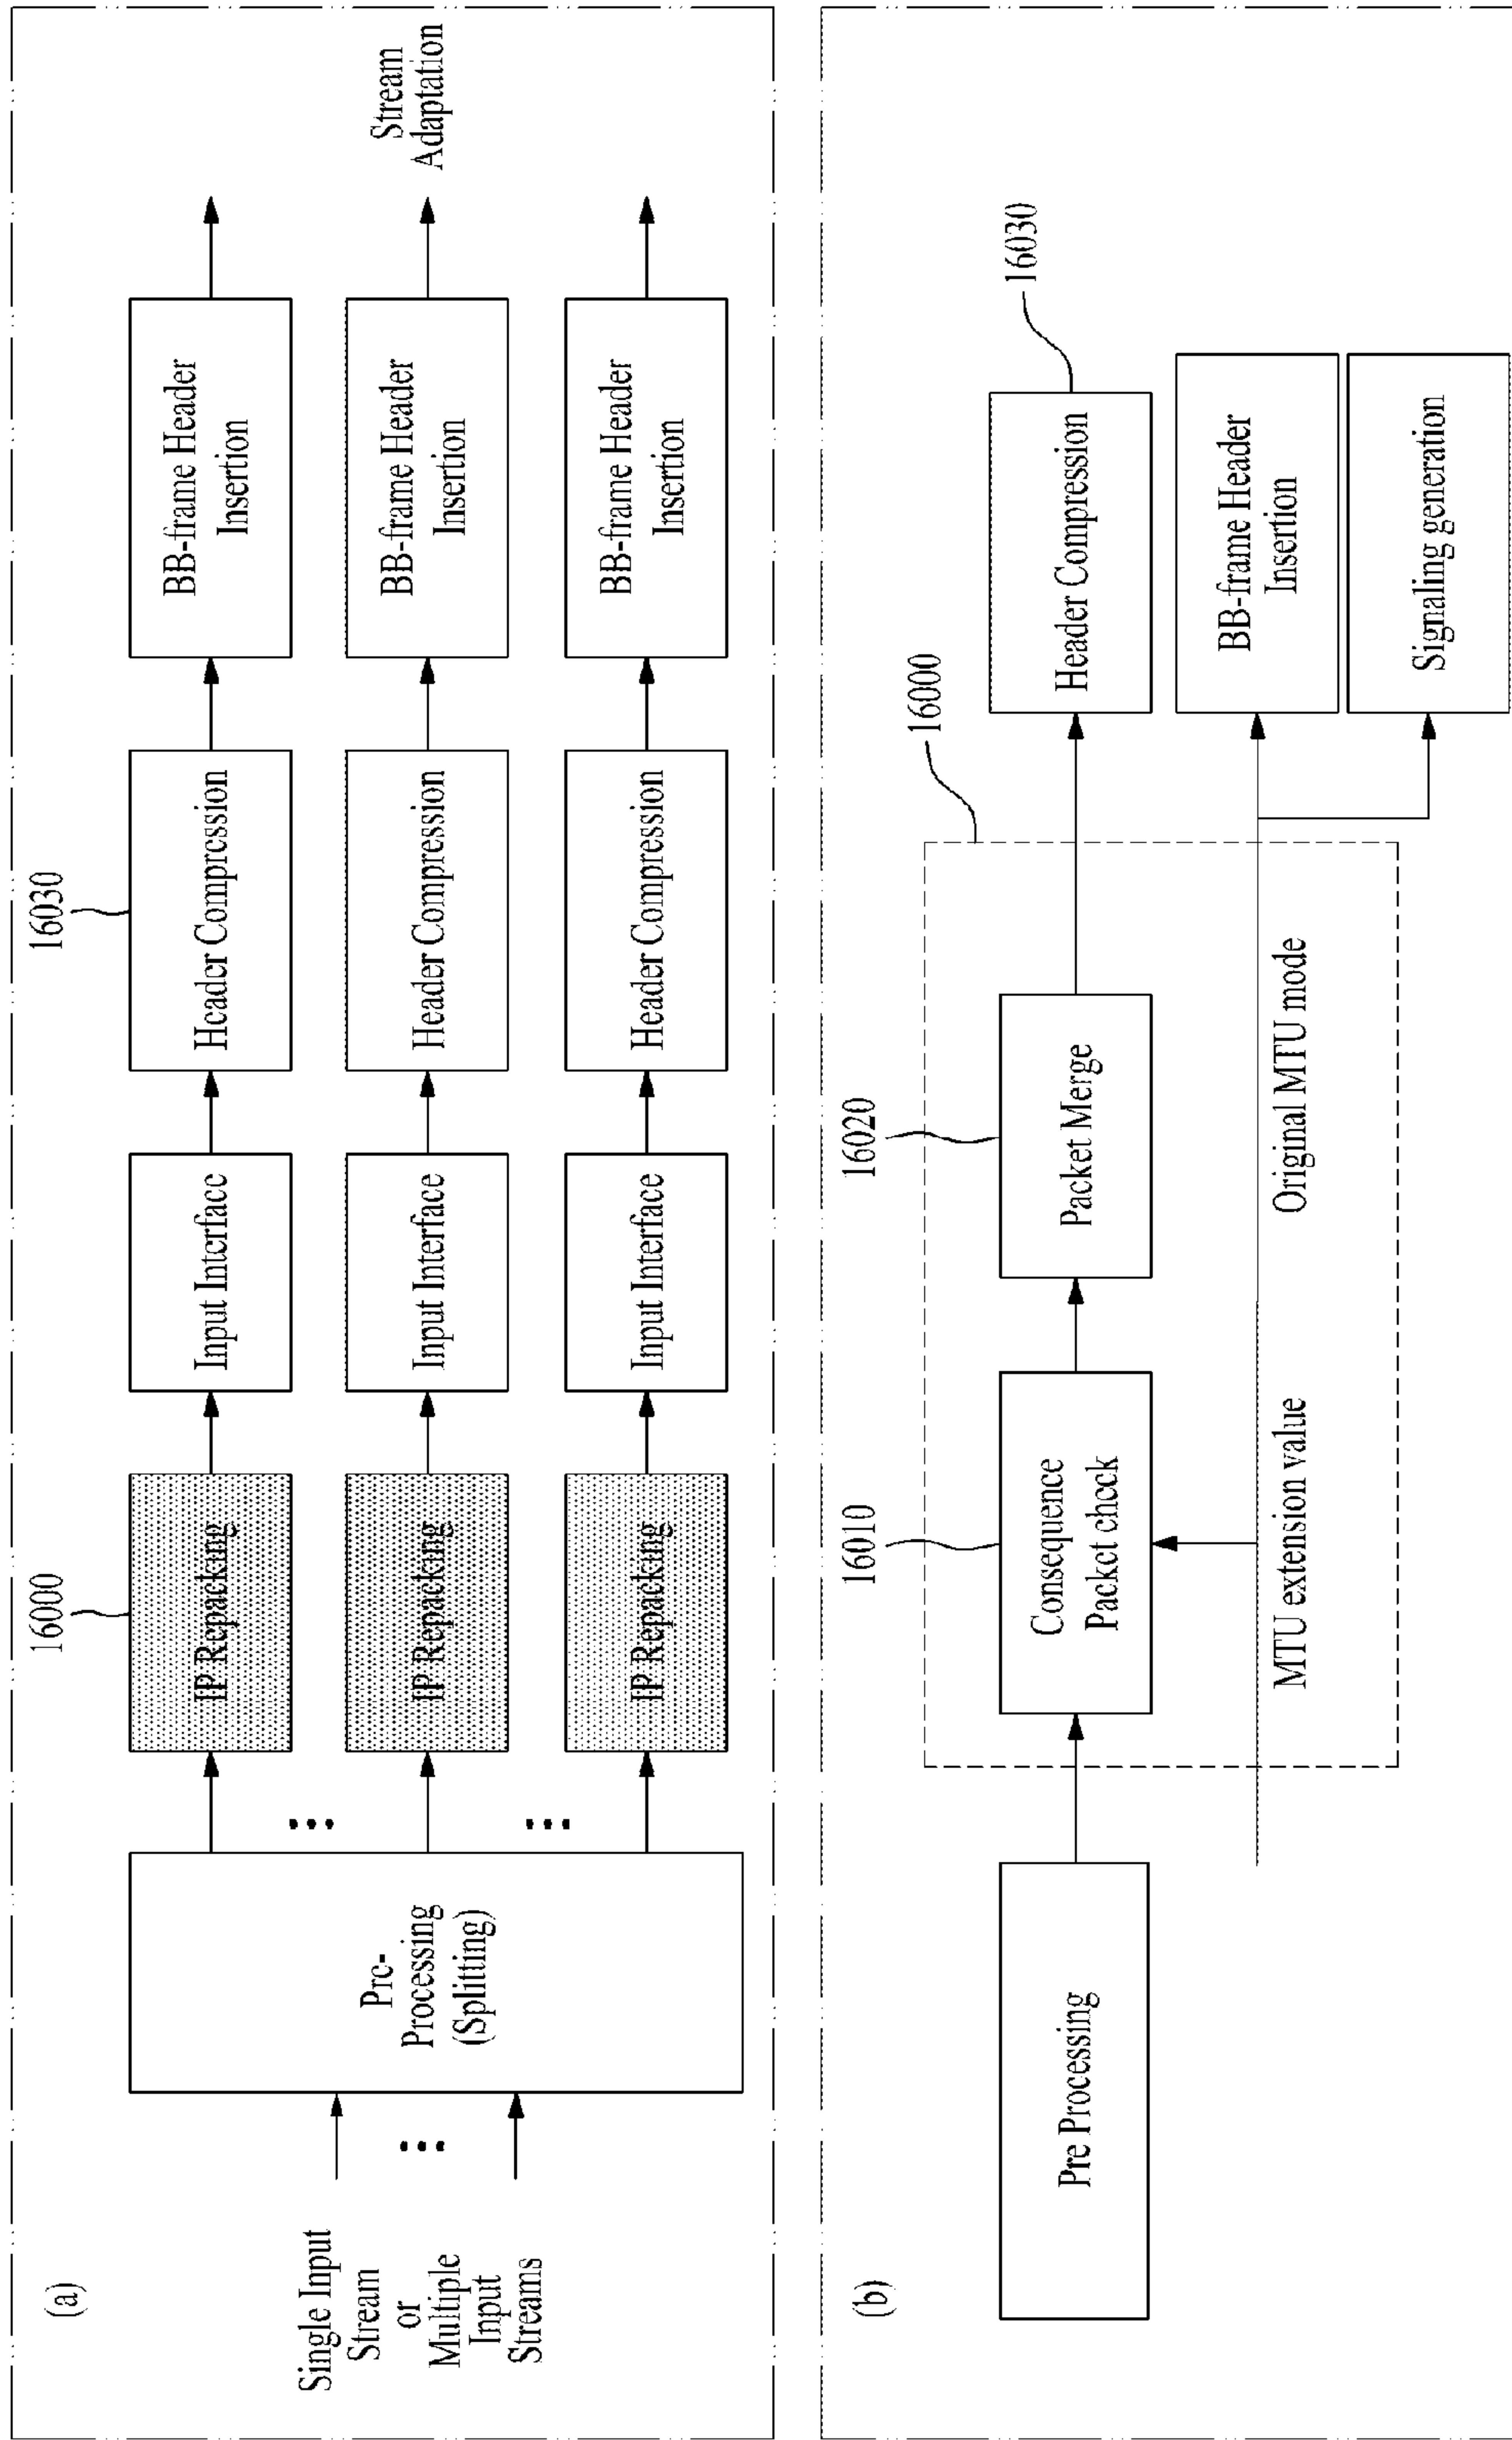 (a)
Single Input
Stream
or
Multiple
Input
Streams
Pre-
Processing
(Splitting)
16000
IP Repacking
Input Interface
16030
Header Compression
BB-frame Header
Insertion
IP Repacking
Input Interface
Header Compression
BB-frame Header
Insertion
Stream
Adaptation
IP Repacking
Input Interface
Header Compression
BB-frame Header
Insertion
(b)
Pre Processing
16010
Consequence
Packet check
16020
Packet Merge
16000
16030
Header Compression
MTU extension value
Original MTU mode
BB-frame Header
Insertion
Signaling generation